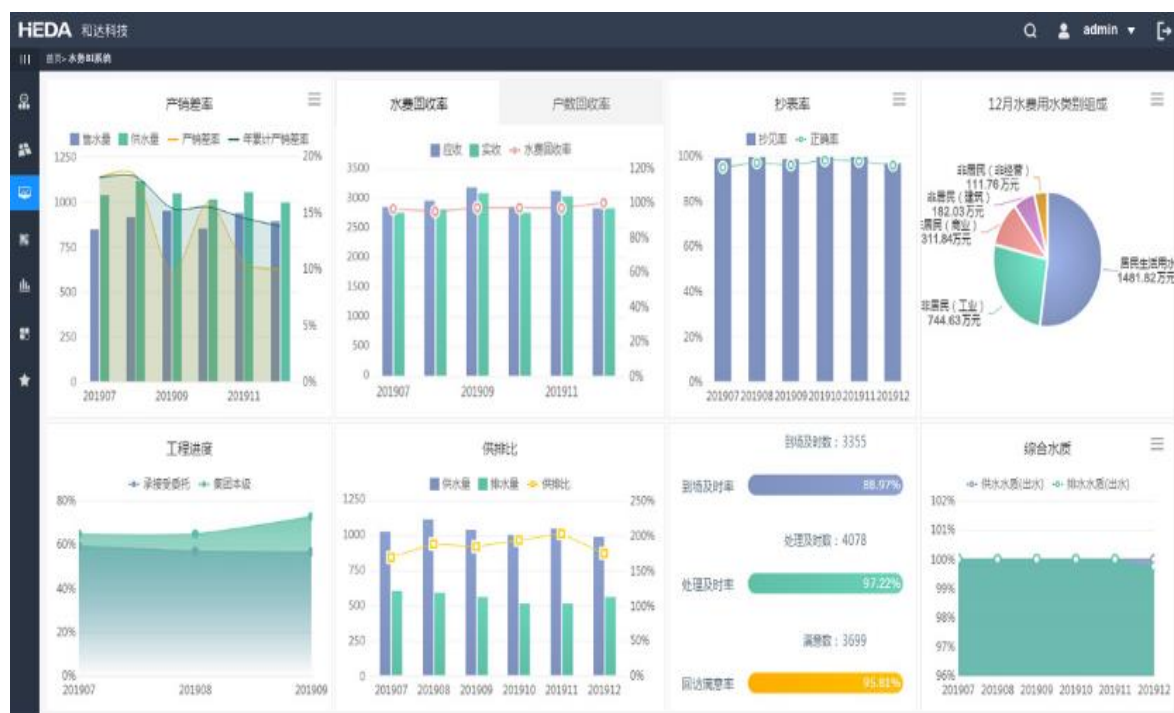 HEDA 和达科技
admin
首页>水务BI系统
产销差率
售水量 供水量 产销差率 年累计产销差率
1250
1000
750
500
250
0
20%
15%
10%
5%
0%
201907 201909 201911
水费回收率 户数回收率
应收 实收 水费回收率
3500
3000
2500
2000
1500
1000
500
0
120%
100%
80%
60%
40%
20%
0%
201907 201909 201911
抄表率
抄见率 正确率
100%
80%
60%
40%
20%
0%
201907 201908 201909 201910 201911 201912
12月水费用水类别组成
非居民（非经营）
111.76万元
非居民（建筑）
182.03万元
居民（商业）
311.84万元
非居民（工业）
744.63万元
居民生活用水
1481.82万元
工程进度
承接受委托 集团本级
80%
60%
40%
20%
0%
201907 201908 201909
供排比
供水量 排水量 供排比
1250
1000
750
500
250
0
250%
200%
150%
100%
50%
0%
201907 201908 201909 201910 201911 201912
到场及时数：3355
到场及时率 88.97%
处理及时数：4078
处理及时率 97.22%
满意数：3699
回访满意率 95.81%
综合水质
供水水质(出水) 排水水质(出水)
102%
101%
100%
99%
98%
97%
96%
201907 201908 201909 201910 201911 201912